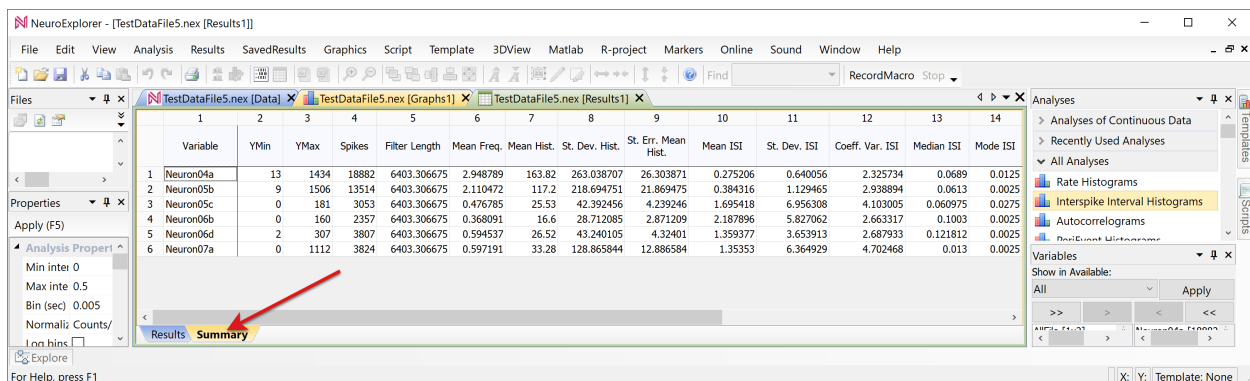 NeuroExplorer - [TestDataFile5.nex [Results1]]
File Edit View Analysis Results SavedResults Graphics Script Template 3DView Matlab R-project Markers Online Sound Window Help
Find RecordMacro Stop
Files
TestDataFile5.nex [Data] TestDataFile5.nex [Graphs1] TestDataFile5.nex [Results1]
1 2 3 4 5 6 7 8 9 10 11 12 13 14
Variable YMin YMax Spikes Filter Length Mean Freq. Mean Hist. St. Dev. Hist. St. Err. Mean Hist. Mean ISI St. Dev. ISI Coeff. Var. ISI Median ISI Mode ISI
1 Neuron04a 13 1434 18882 6403.306675 2.948789 163.82 263.038707 26.303871 0.275206 0.640056 2.325734 0.0689 0.0125
2 Neuron05b 9 1506 13514 6403.306675 2.110472 117.2 218.694751 21.869475 0.384316 1.129465 2.938894 0.0613 0.0025
3 Neuron05c 0 181 3053 6403.306675 0.476785 25.53 42.392456 4.239246 1.695418 6.956308 4.103005 0.060975 0.0275
4 Neuron06b 0 160 2357 6403.306675 0.368091 16.6 28.712085 2.871209 2.187896 5.827062 2.663317 0.1003 0.0025
5 Neuron06d 2 307 3807 6403.306675 0.594537 26.52 43.240105 4.32401 1.359377 3.653913 2.687933 0.121812 0.0025
6 Neuron07a 0 1112 3824 6403.306675 0.597191 33.28 128.865844 12.886584 1.35353 6.364929 4.702468 0.013 0.0025
Results Summary
Properties
Apply (F5)
Analysis Propert
Min inter 0
Max inte 0.5
Bin (sec) 0.005
Normaliz Counts/
Log bins
Explore
Analyses
Analyses of Continuous Data
Recently Used Analyses
All Analyses
Rate Histograms
Interspike Interval Histograms
Autocorrelograms
PeriEvent Histograms
Variables
Show in Available:
All Apply
>> > < <<
Templates
Scripts
For Help, press F1
X: Y: Template: None